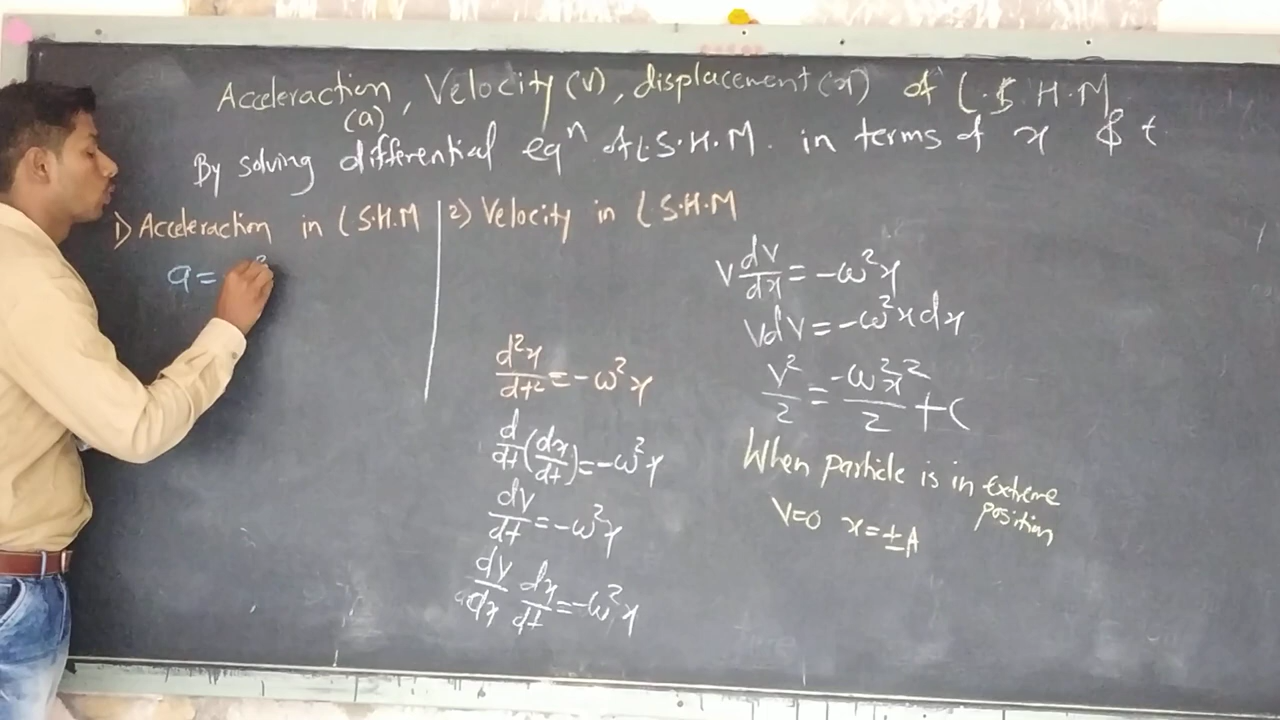 Acceleraction, Velocity (v), displacement (x) of L.S.H.M
(a)
By solving differential eqⁿ of L.S.H.M. in terms of x & t
1) Acceleraction in L S.H.M
a =
2) Velocity in L S.H.M
d²x/dt² = -ω²x
d/dt (dx/dt) = -ω²x
dv/dt = -ω²x
dv/dx dx/dt = -ω²x
v dv/dx = -ω²x
vdv = -ω²x dx
v²/2 = -ω²x²/2 + C
When particle is in extreme
position
v=0 x=±A